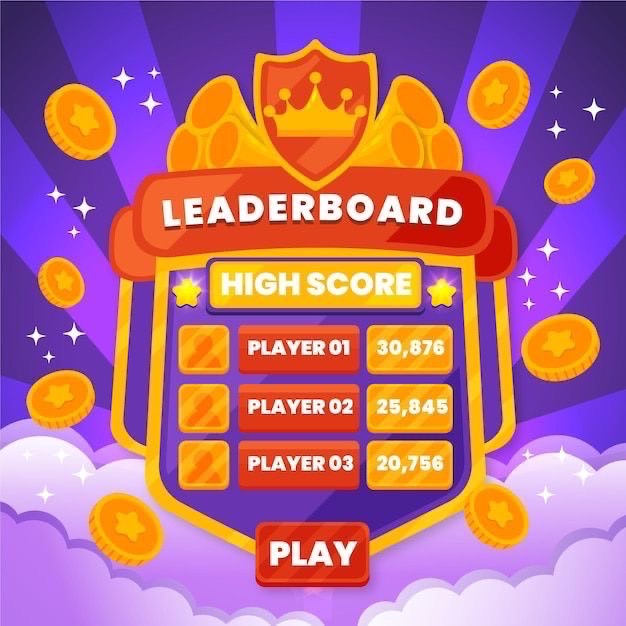 LEADERBOARD
HIGH SCORE
PLAYER 01 30,876
PLAYER 02 25,845
PLAYER 03 20,756
PLAY